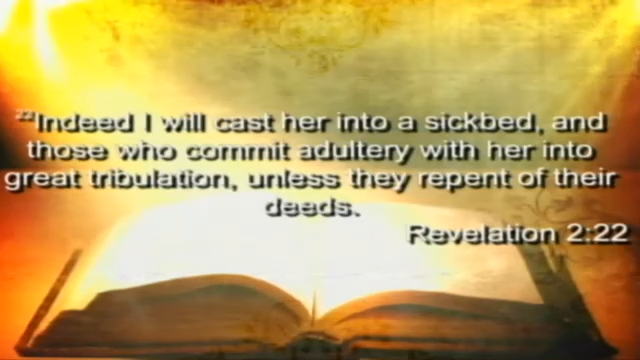 ²²Indeed I will cast her into a sickbed, and
those who commit adultery with her into
great tribulation, unless they repent of their
deeds.
Revelation 2:22